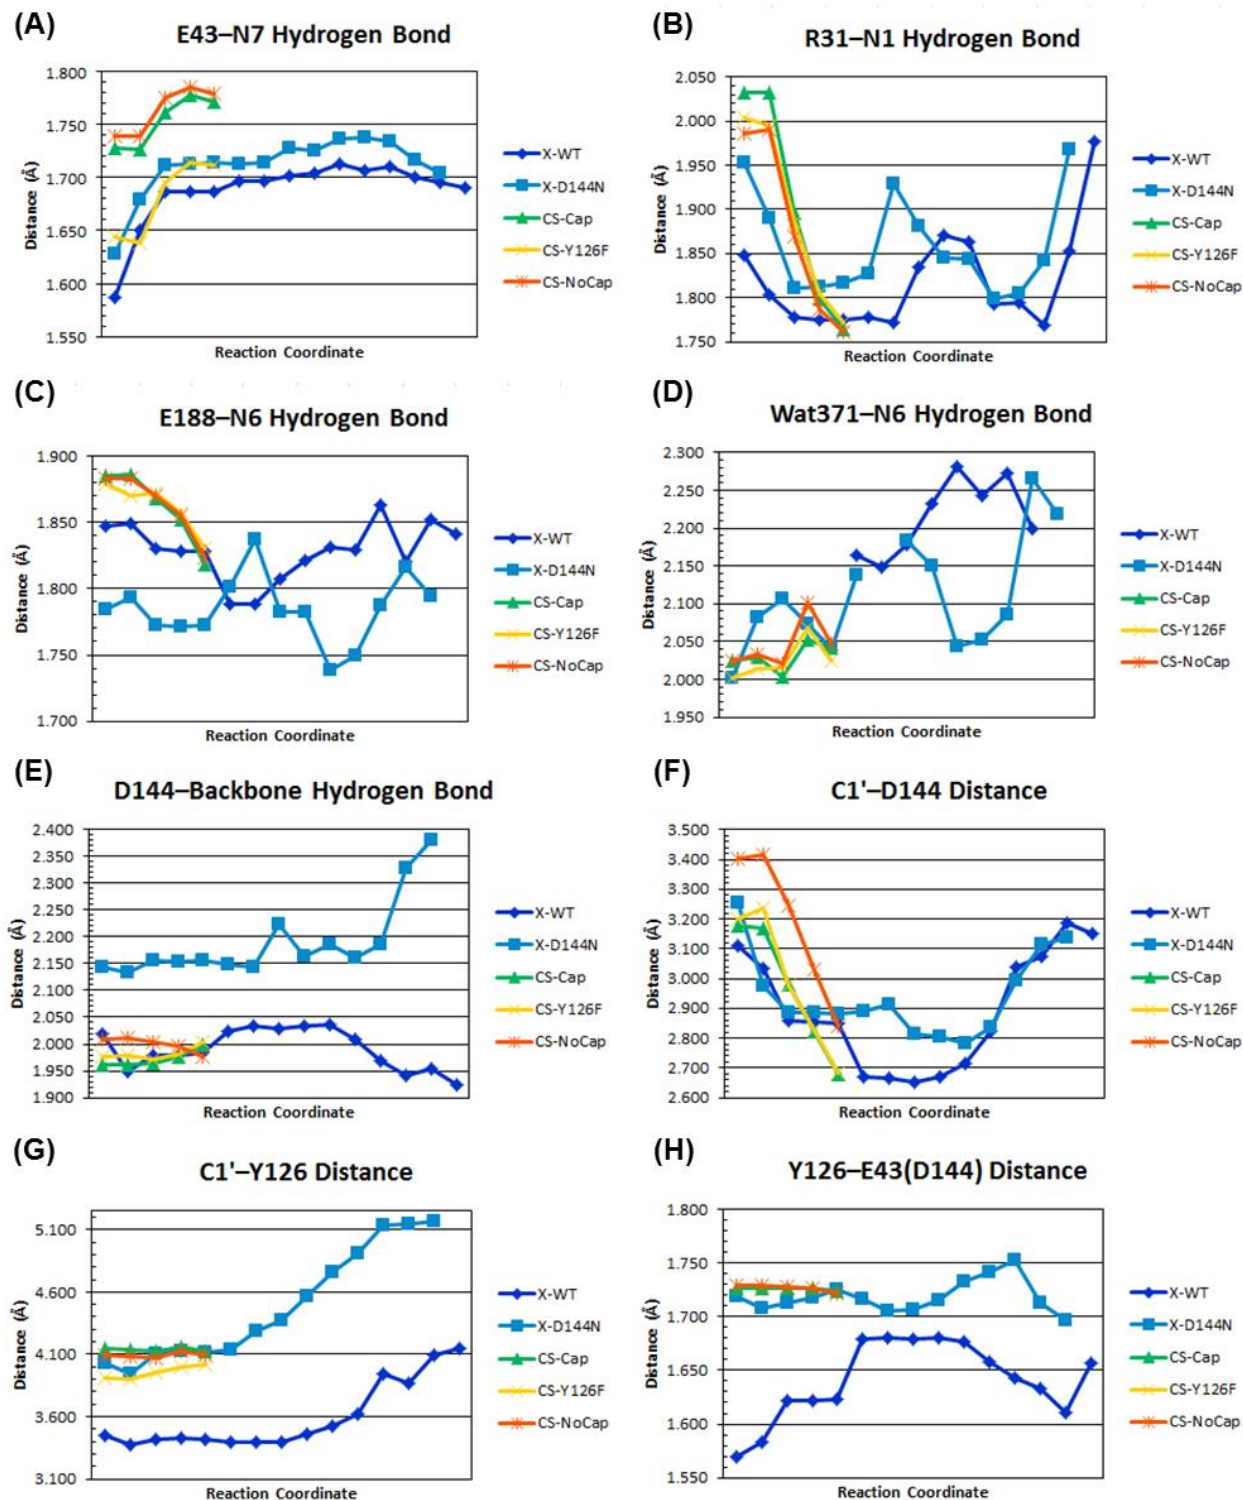 (A)
E43–N7 Hydrogen Bond
1.800
1.750
1.700
1.650
1.600
1.550
Distance (Å)
Reaction Coordinate
X-WT
X-D144N
CS-Cap
CS-Y126F
CS-NoCap
(B)
R31–N1 Hydrogen Bond
2.050
2.000
1.950
1.900
1.850
1.800
1.750
Distance (Å)
Reaction Coordinate
X-WT
X-D144N
CS-Cap
CS-Y126F
CS-NoCap
(C)
E188–N6 Hydrogen Bond
1.900
1.850
1.800
1.750
1.700
Distance (Å)
Reaction Coordinate
X-WT
X-D144N
CS-Cap
CS-Y126F
CS-NoCap
(D)
Wat371–N6 Hydrogen Bond
2.300
2.250
2.200
2.150
2.100
2.050
2.000
1.950
Distance (Å)
Reaction Coordinate
X-WT
X-D144N
CS-Cap
CS-Y126F
CS-NoCap
(E)
D144–Backbone Hydrogen Bond
2.400
2.350
2.300
2.250
2.200
2.150
2.100
2.050
2.000
1.950
1.900
Distance (Å)
Reaction Coordinate
X-WT
X-D144N
CS-Cap
CS-Y126F
CS-NoCap
(F)
C1'–D144 Distance
3.500
3.400
3.300
3.200
3.100
3.000
2.900
2.800
2.700
2.600
Distance (Å)
Reaction Coordinate
X-WT
X-D144N
CS-Cap
CS-Y126F
CS-NoCap
(G)
C1'–Y126 Distance
5.100
4.600
4.100
3.600
3.100
Distance (Å)
Reaction Coordinate
X-WT
X-D144N
CS-Cap
CS-Y126F
CS-NoCap
(H)
Y126–E43(D144) Distance
1.800
1.750
1.700
1.650
1.600
1.550
Distance (Å)
Reaction Coordinate
X-WT
X-D144N
CS-Cap
CS-Y126F
CS-NoCap